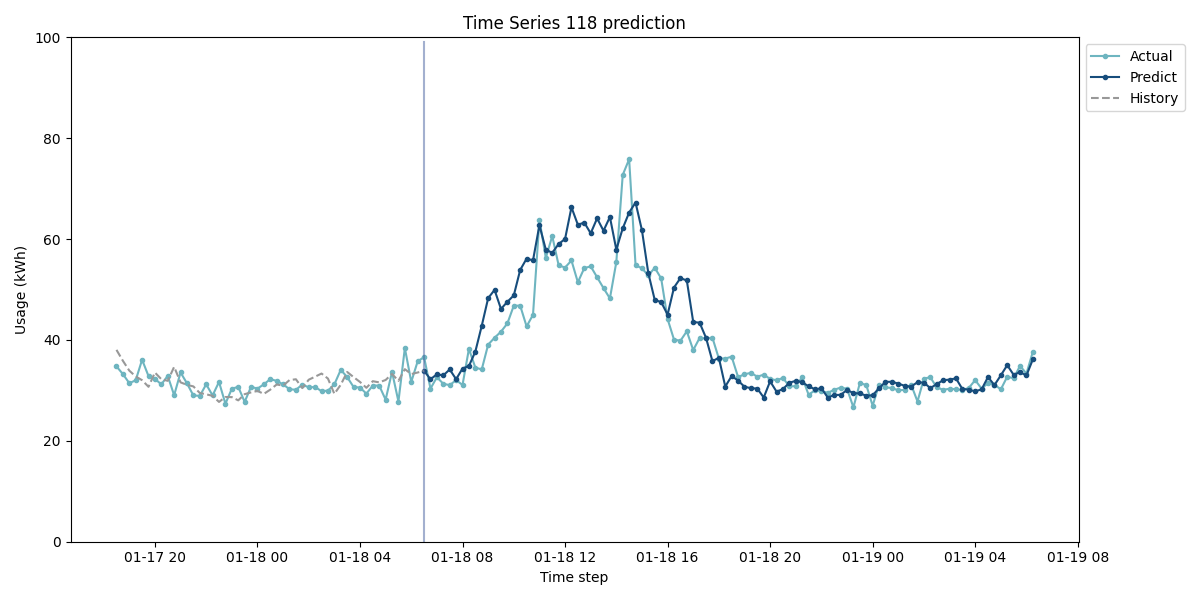 Time Series 118 prediction
Usage (kWh)
100
80
60
40
20
0
01-17 20
01-18 00
01-18 04
01-18 08
01-18 12
01-18 16
01-18 20
01-19 00
01-19 04
01-19 08
Time step
Actual
Predict
History